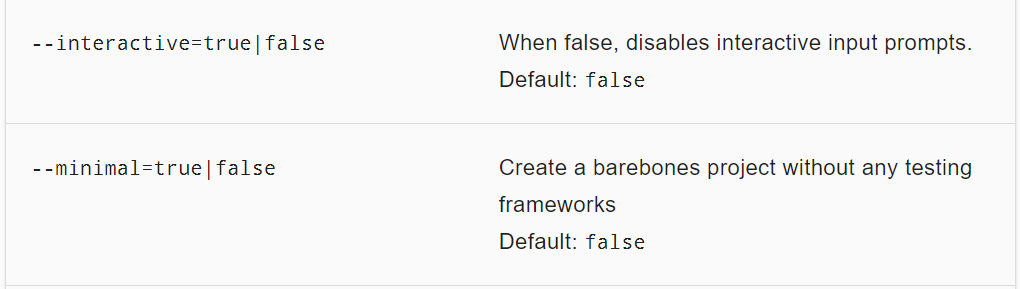 --interactive=true|false
When false, disables interactive input prompts.
Default: false
--minimal=true|false
Create a barebones project without any testing
frameworks
Default: false